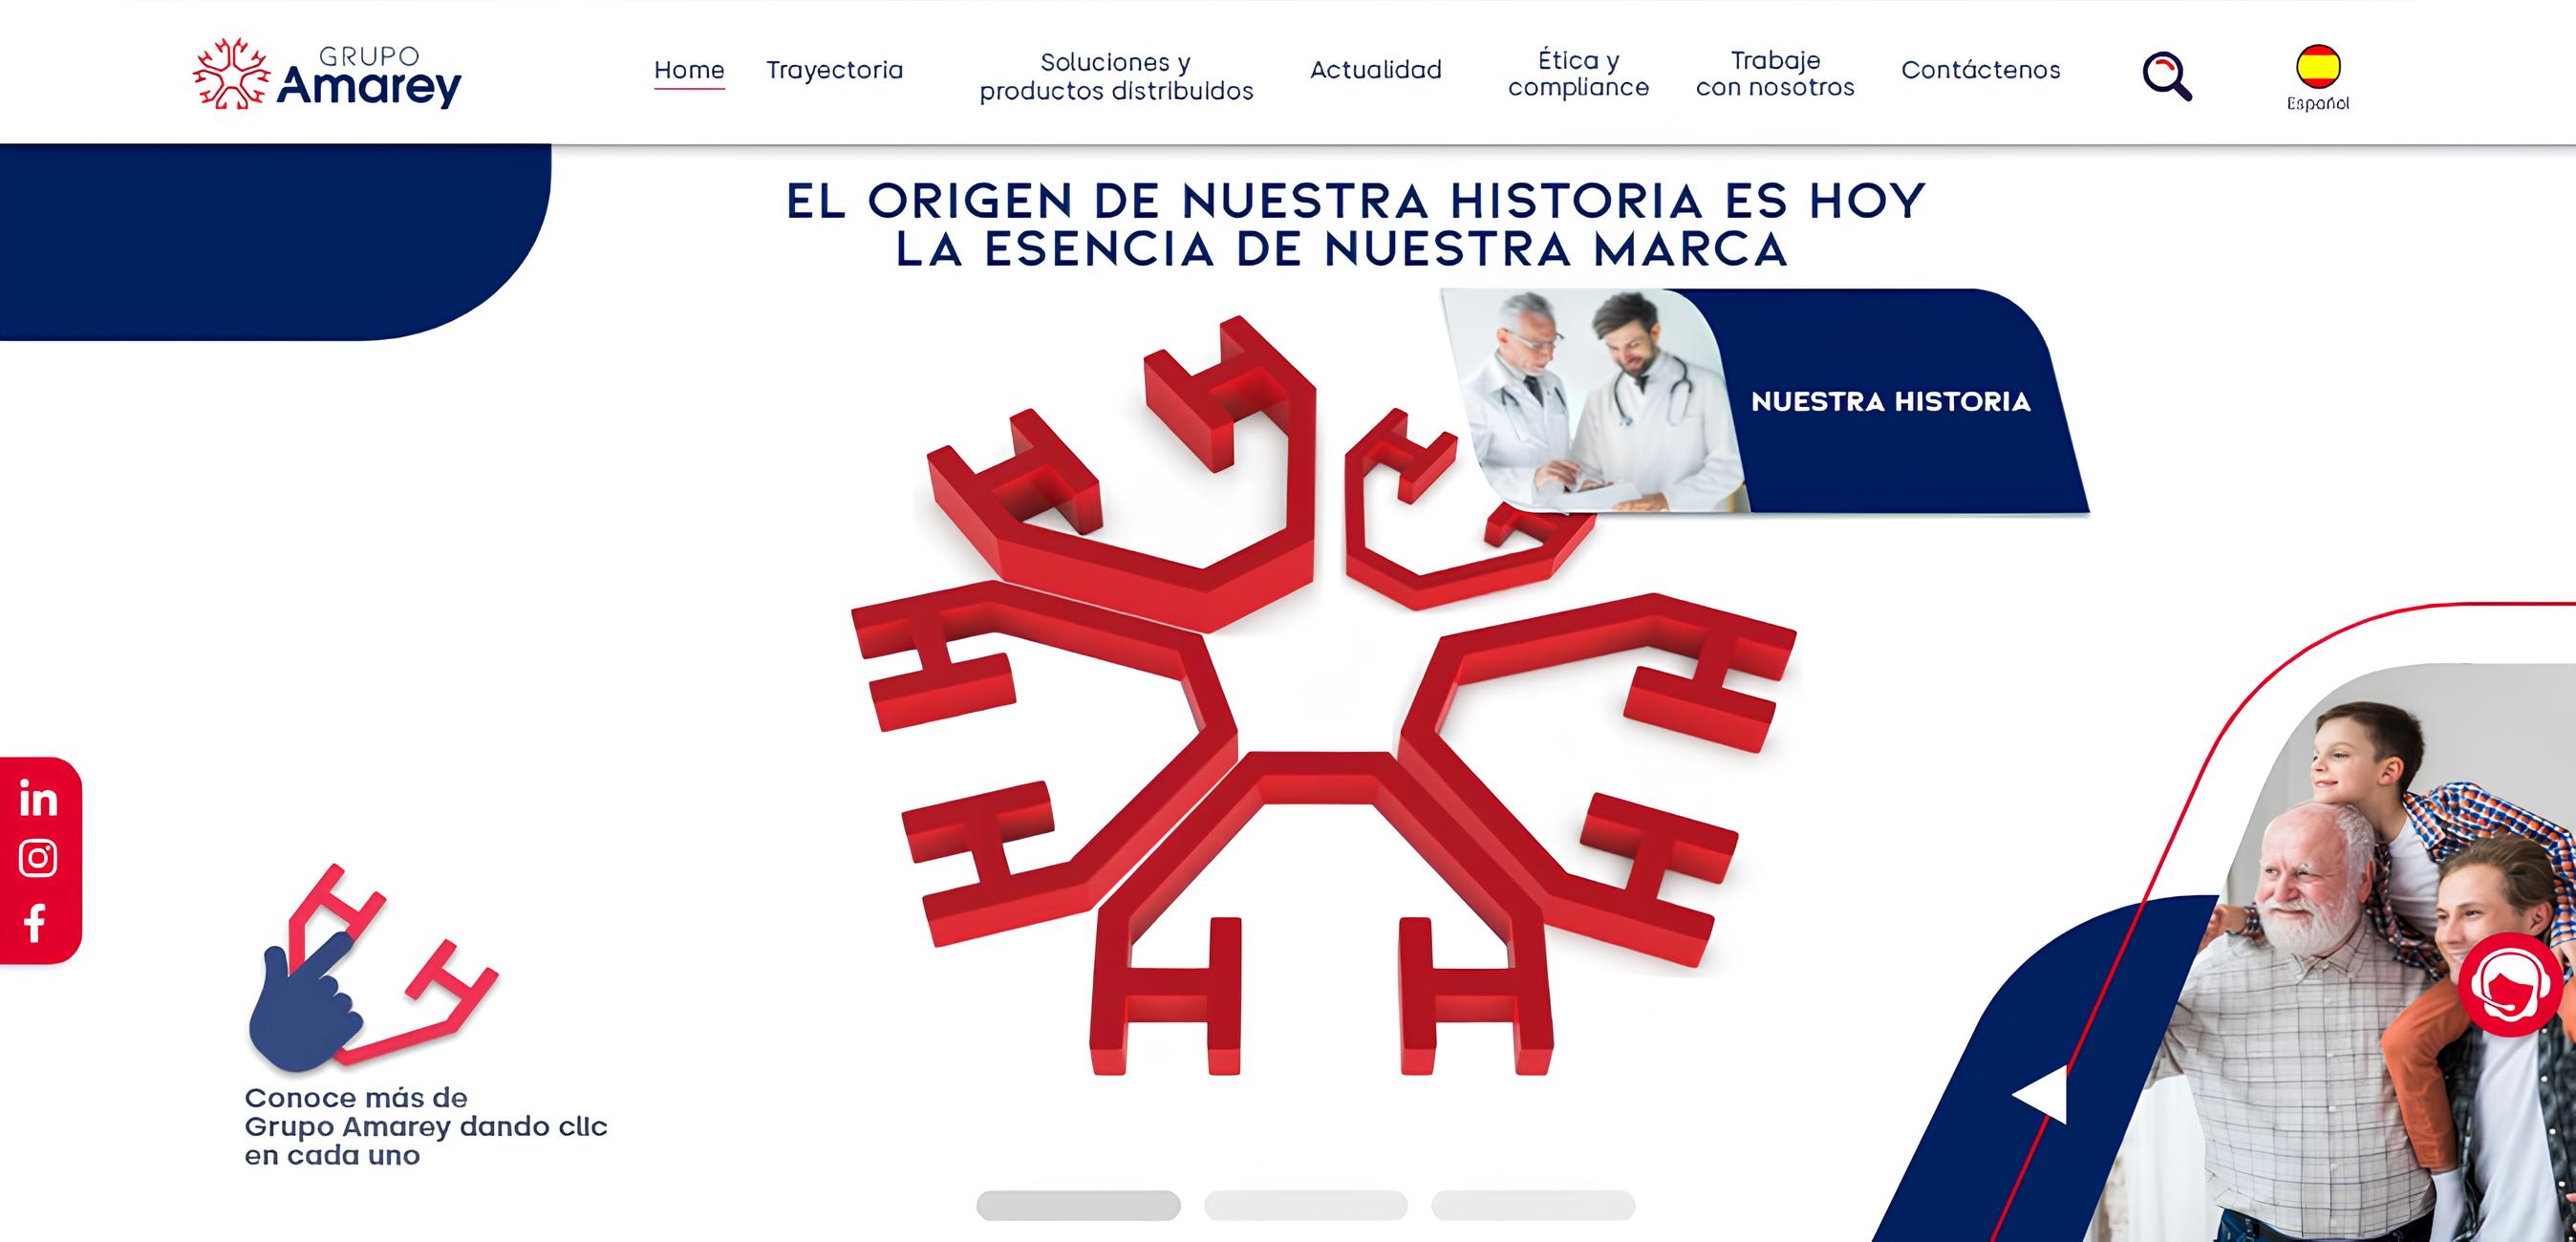 GRUPO
Amarey
Home
Trayectoria
Soluciones y
productos distribuidos
Actualidad
Ética y
compliance
Trabaje
con nosotros
Contáctenos
Español
EL ORIGEN DE NUESTRA HISTORIA ES HOY
LA ESENCIA DE NUESTRA MARCA
NUESTRA HISTORIA
in
f
Conoce más de
Grupo Amarey dando clic
en cada uno